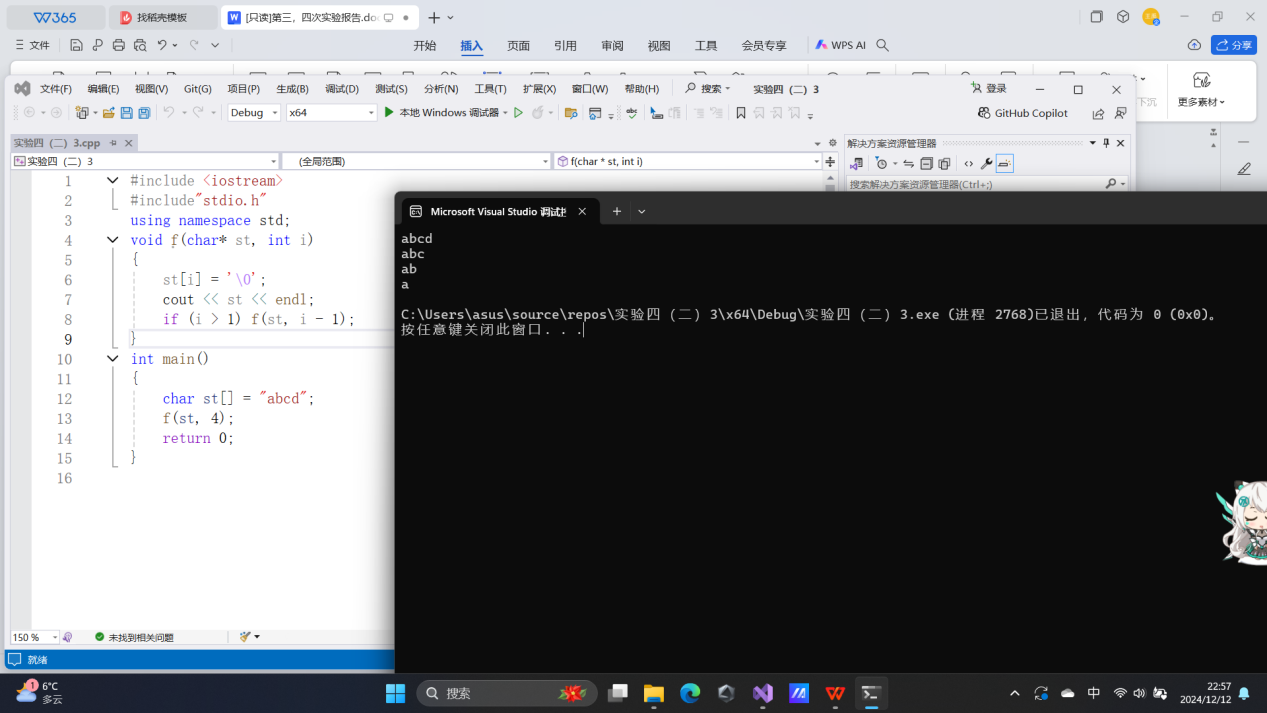 W365
找稻壳模板
[只读]第三，四次实验报告.doc
文件
开始
插入
页面
引用
审阅
视图
工具
会员专享
WPS AI
分享
更多素材
文件(F)
编辑(E)
视图(V)
Git(G)
项目(P)
生成(B)
调试(D)
测试(S)
分析(N)
工具(T)
扩展(X)
窗口(W)
帮助(H)
搜索
实验四 (二) 3
登录
Debug
x64
本地 Windows 调试器
GitHub Copilot
实验四 (二) 3.cpp
解决方案资源管理器
实验四 (二) 3
(全局范围)
f(char * st, int i)
搜索解决方案资源管理器(Ctrl+;)
1 #include <iostream>
2 #include"stdio.h"
3 using namespace std;
4 void f(char* st, int i)
5 {
6 st[i] = '\0';
7 cout << st << endl;
8 if (i > 1) f(st, i - 1);
9 }
10 int main()
11 {
12 char st[] = "abcd";
13 f(st, 4);
14 return 0;
15 }
16
Microsoft Visual Studio 调试
abcd
abc
ab
a
C:\Users\asus\source\repos\实验四 (二) 3\x64\Debug\实验四 (二) 3.exe (进程 2768)已退出，代码为 0 (0x0)。
按任意键关闭此窗口. . .
150 %
未找到相关问题
就绪
1
6°C
多云
搜索
中
22:57
2024/12/12